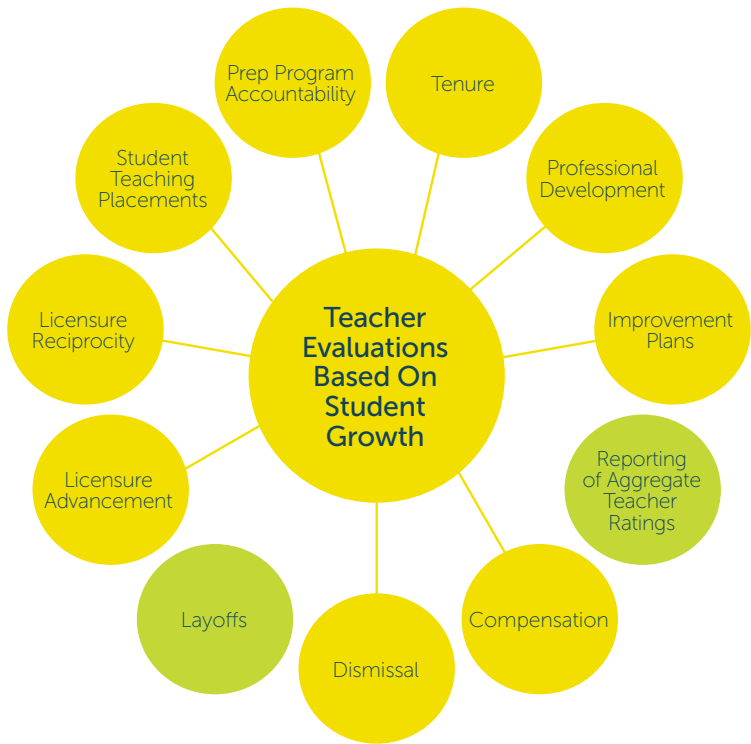 Prep Program
Accountability
Tenure
Student
Teaching
Placements
Professional
Development
Licensure
Reciprocity
Teacher
Evaluations
Based On
Student
Growth
Improvement
Plans
Licensure
Advancement
Reporting
of Aggregate
Teacher
Ratings
Layoffs
Compensation
Dismissal